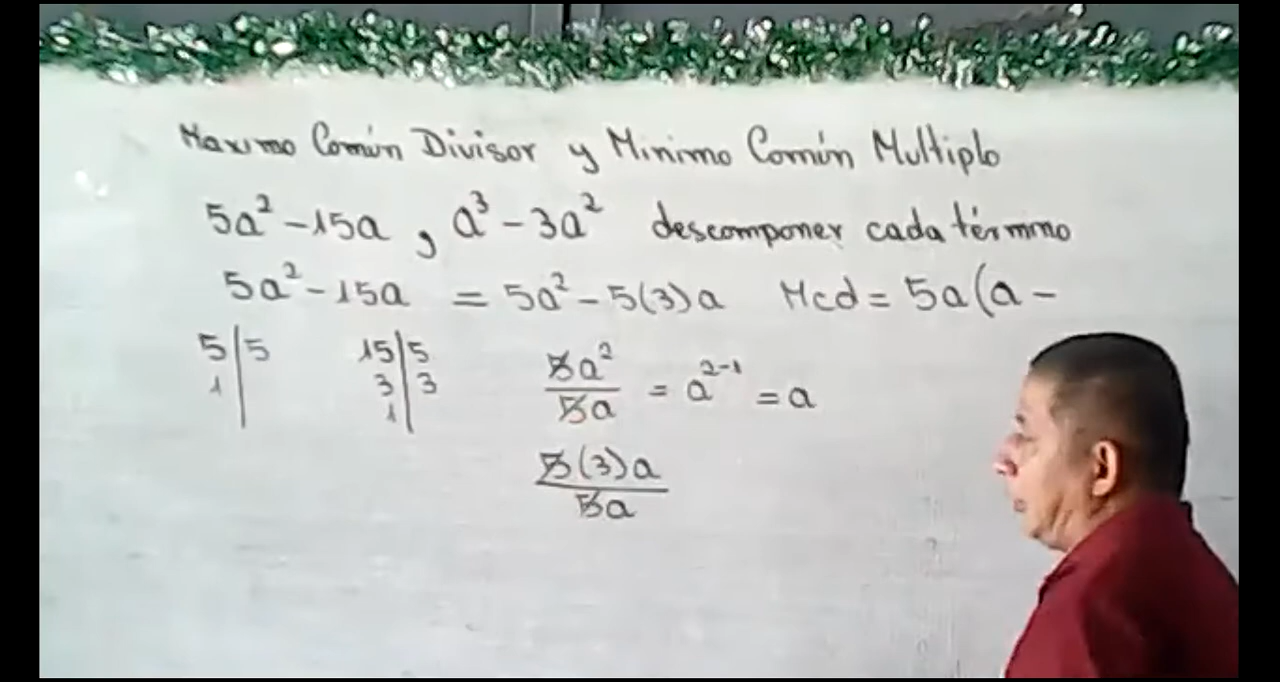 Maximo Común Divisor y Minimo Común Multiplo
5a² - 15a , a³ - 3a² descomponer cada término
5a² - 15a = 5a² - 5(3)a Mcd = 5a(a -
5|5 15|5 5a²/5a = a²⁻¹ = a
1| 3|3
1|
5(3)a/5a